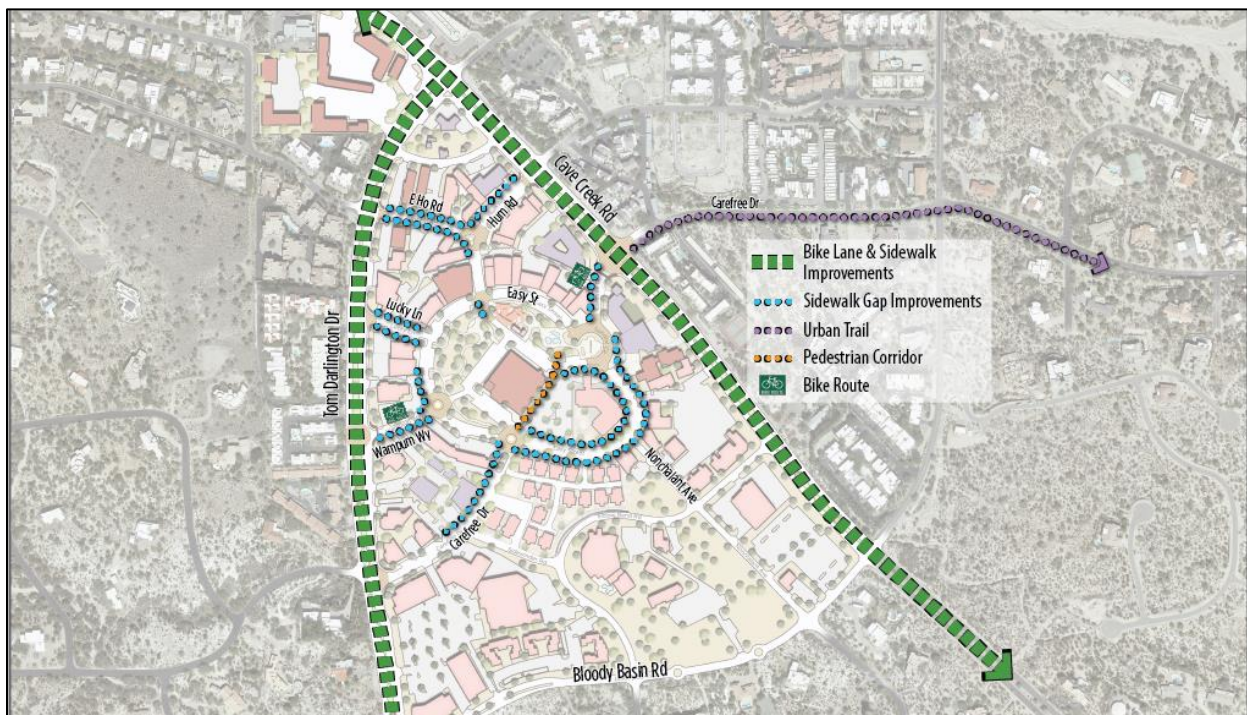 Cave Creek Rd
E Ho Rd
Hum Rd
Carefree Dr
Easy St
Lucky Ln
Tom Darlington Dr
Wampum Wy
Nonchalant Ave
Carefree Dr
Bloody Basin Rd
Bike Lane & Sidewalk
Improvements
Sidewalk Gap Improvements
Urban Trail
Pedestrian Corridor
Bike Route